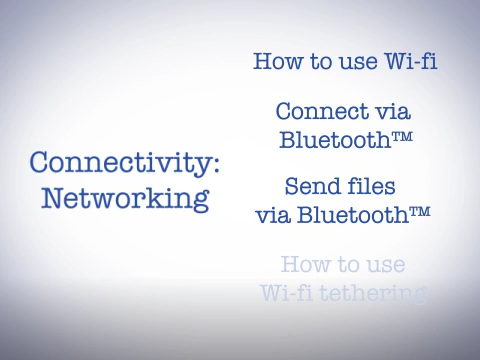 Connectivity:
Networking
How to use Wi-fi
Connect via
Bluetooth™
Send files
via Bluetooth™
How to use
Wi-fi tethering